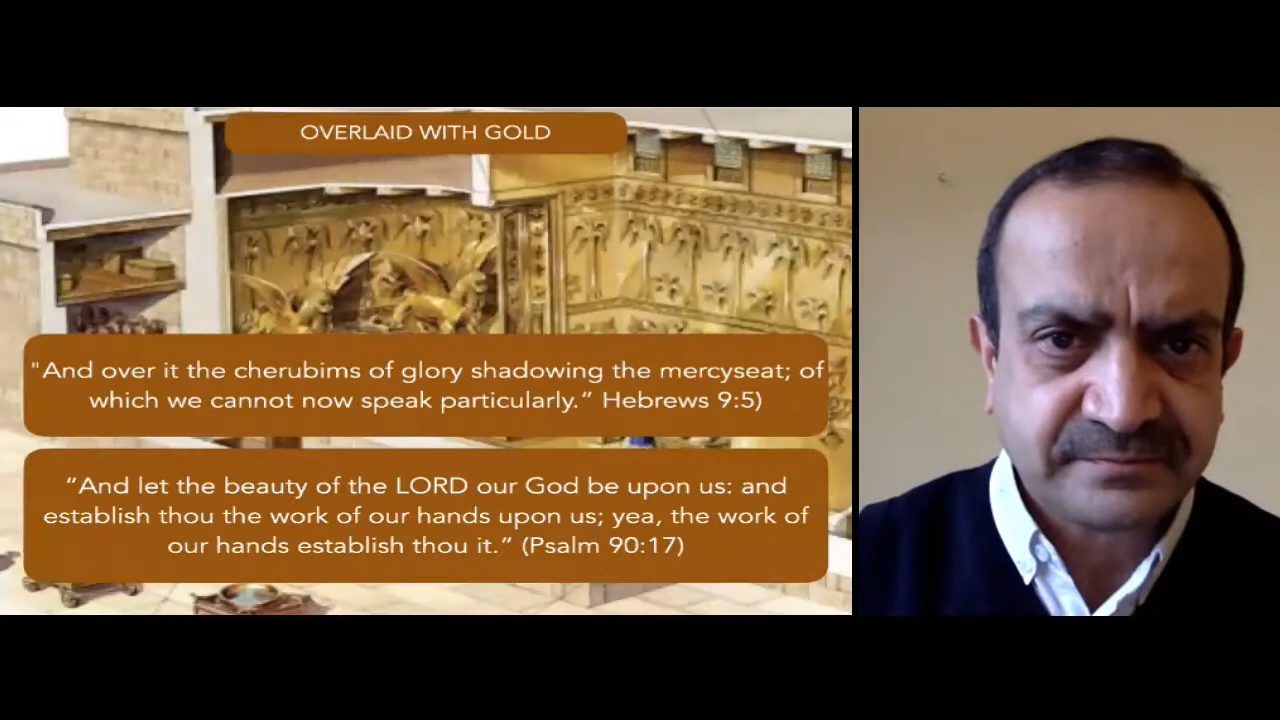 OVERLAID WITH GOLD
"And over it the cherubims of glory shadowing the mercyseat; of
which we cannot now speak particularly.” Hebrews 9:5)
“And let the beauty of the LORD our God be upon us: and
establish thou the work of our hands upon us; yea, the work of
our hands establish thou it.” (Psalm 90:17)